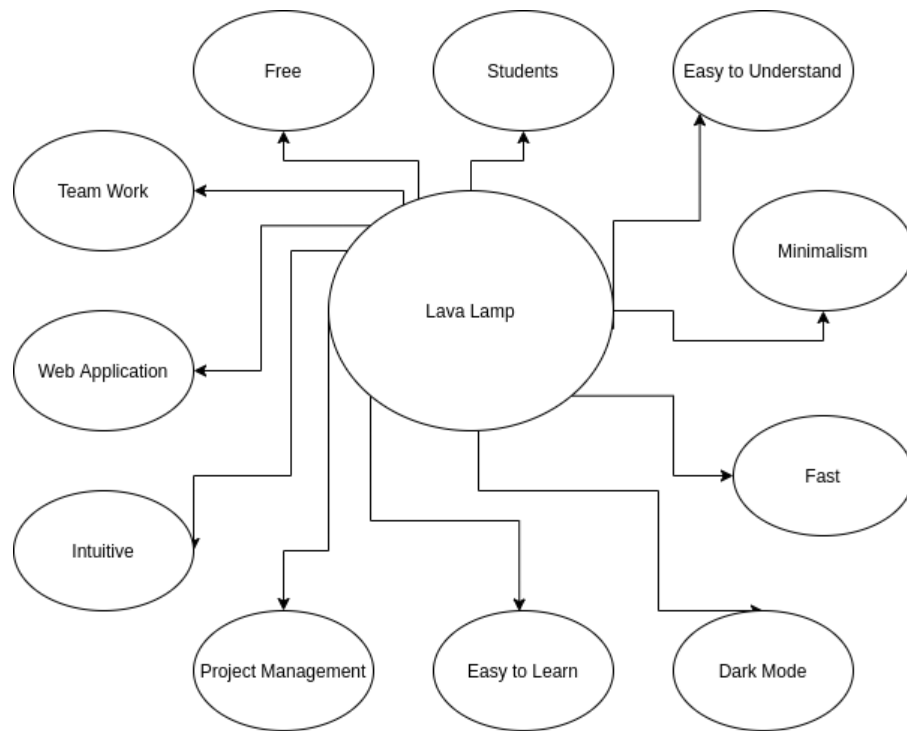 Free
Students
Easy to Understand
Team Work
Minimalism
Lava Lamp
Web Application
Fast
Intuitive
Project Management
Easy to Learn
Dark Mode